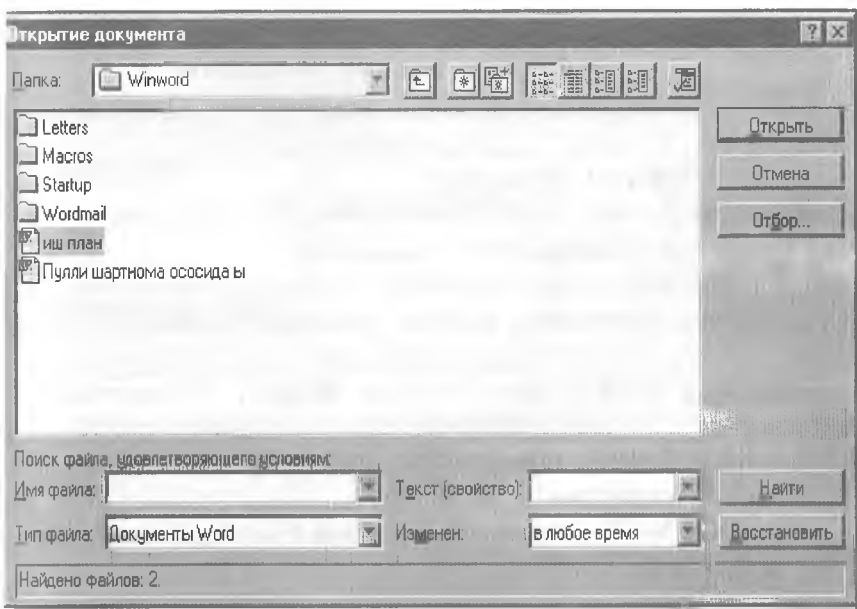 Открытие документа
Папка: Winword
Letters
Macros
Startup
Wordmail
иш план
Пулли шартнома ососида ы
Открыть
Отмена
Отбор...
Поиск файла, удовлетворяющего условиям:
Имя файла: Текст (свойство): Найти
Тип файла: Документы Word Изменен: в любое время Восстановить
Найдено файлов: 2.